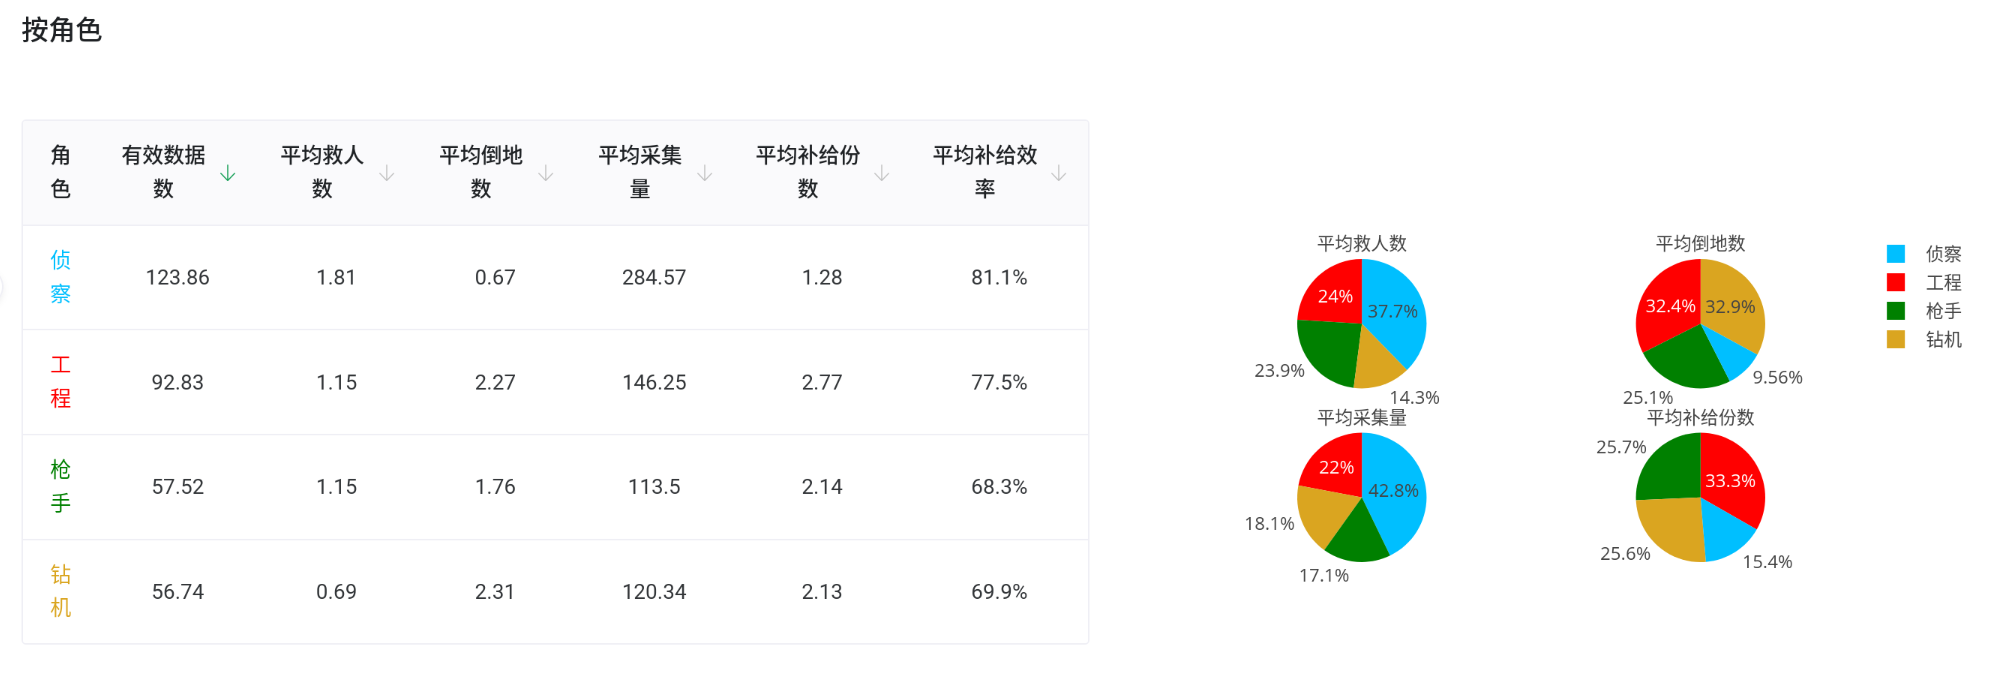 按角色
角色 有效数据数 平均救人数 平均倒地数 平均采集量 平均补给份数 平均补给效率
侦察 123.86 1.81 0.67 284.57 1.28 81.1%
工程 92.83 1.15 2.27 146.25 2.77 77.5%
枪手 57.52 1.15 1.76 113.5 2.14 68.3%
钻机 56.74 0.69 2.31 120.34 2.13 69.9%
平均救人数
24%
37.7%
23.9%
14.3%
平均倒地数
32.4%
32.9%
9.56%
25.1%
平均采集量
22%
42.8%
18.1%
17.1%
平均补给份数
25.7%
33.3%
25.6%
15.4%
侦察
工程
枪手
钻机